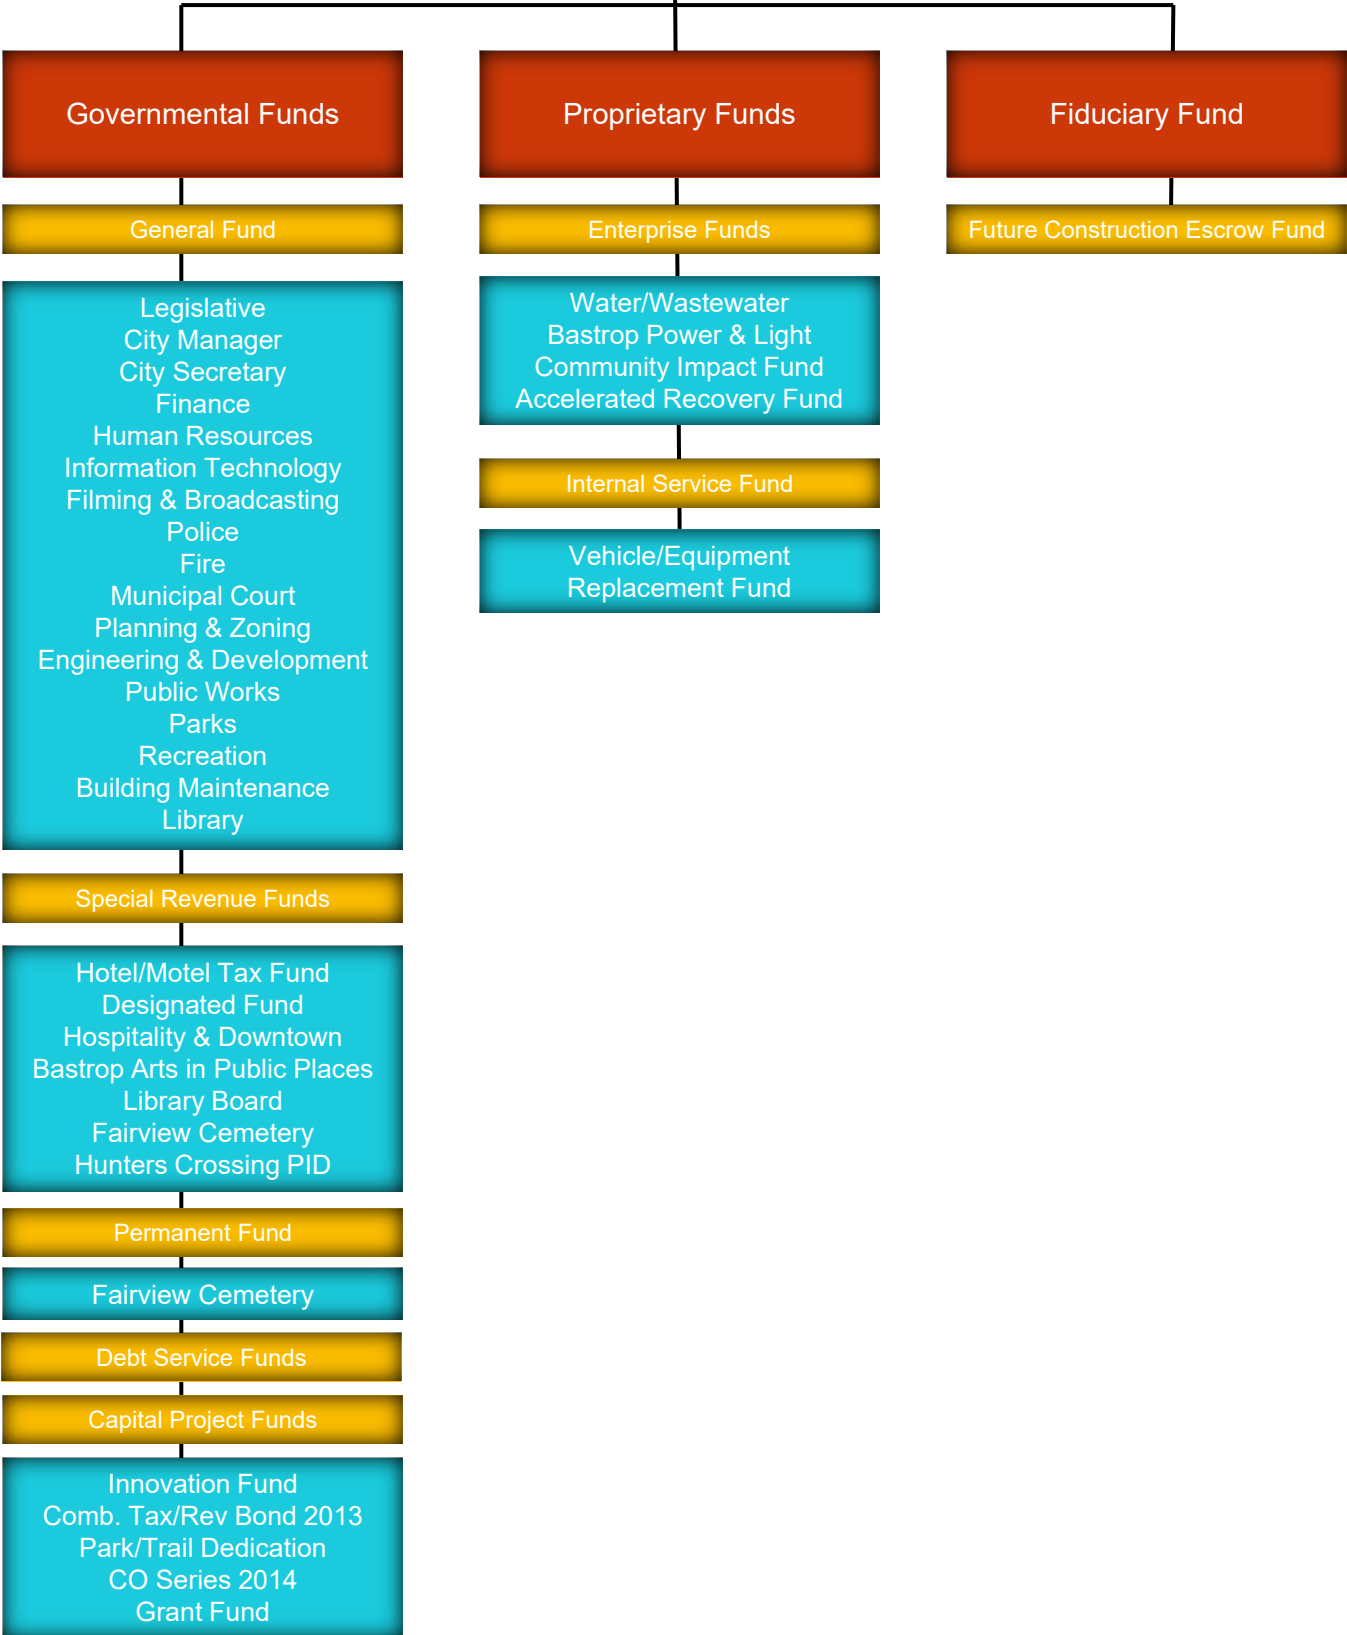 Governmental Funds
General Fund
Legislative
City Manager
City Secretary
Finance
Human Resources
Information Technology
Filming & Broadcasting
Police
Fire
Municipal Court
Planning & Zoning
Engineering & Development
Public Works
Parks
Recreation
Building Maintenance
Library
Special Revenue Funds
Hotel/Motel Tax Fund
Designated Fund
Hospitality & Downtown
Bastrop Arts in Public Places
Library Board
Fairview Cemetery
Hunters Crossing PID
Permanent Fund
Fairview Cemetery
Debt Service Funds
Capital Project Funds
Innovation Fund
Comb. Tax/Rev Bond 2013
Park/Trail Dedication
CO Series 2014
Grant Fund
Proprietary Funds
Enterprise Funds
Water/Wastewater
Bastrop Power & Light
Community Impact Fund
Accelerated Recovery Fund
Internal Service Fund
Vehicle/Equipment
Replacement Fund
Fiduciary Fund
Future Construction Escrow Fund